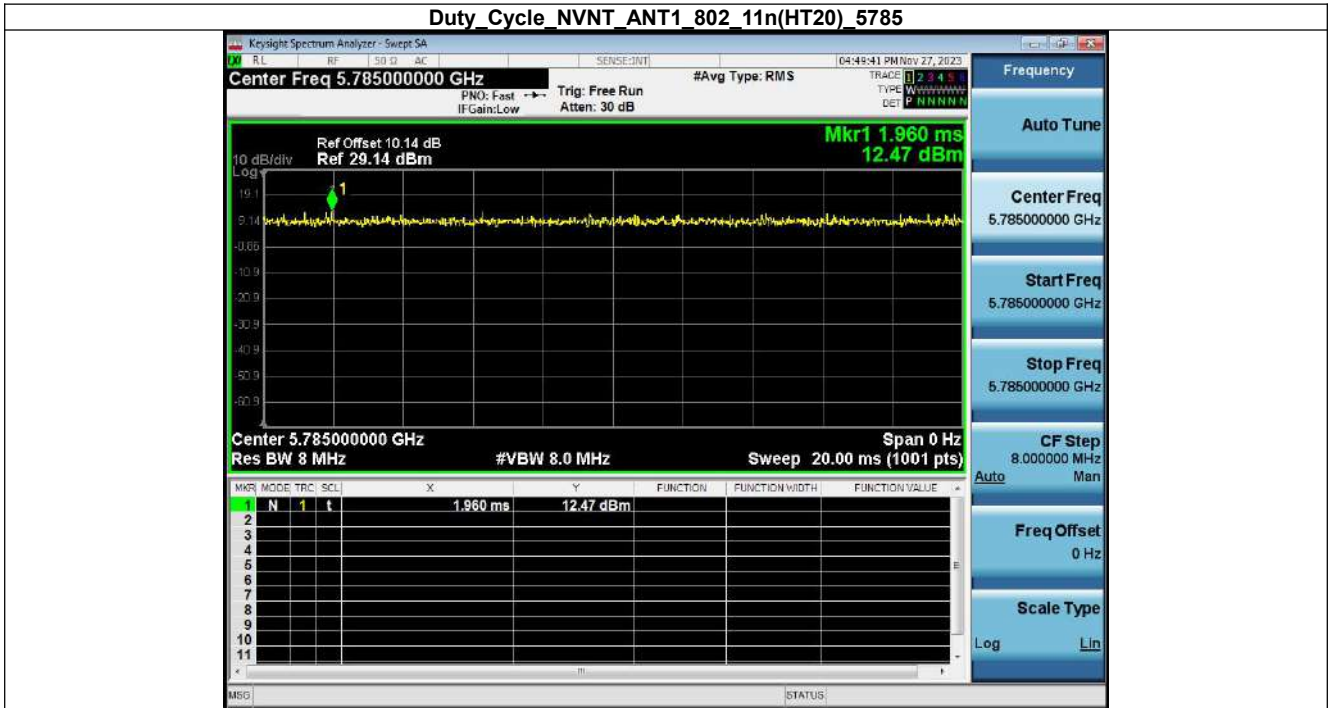 Duty_Cycle_NVNT_ANT1_802_11n(HT20)_5785
Keysight Spectrum Analyzer - Swept SA
RL RF 50 Ω AC SENSE:INT 04:49:41 PM Nov 27, 2023
Center Freq 5.785000000 GHz #Avg Type: RMS TRACE 1 2 3 4 5 6
PNO: Fast Trig: Free Run TYPE WWWWWW
IFGain:Low Atten: 30 dB DET P N N N N N
Frequency
Auto Tune
Mkr1 1.960 ms
12.47 dBm
Ref Offset 10.14 dB
10 dB/div Ref 29.14 dBm
Log
1
19.1
9.14
-0.86
-10.9
-20.9
-30.9
-40.9
-50.9
-60.9
Center 5.785000000 GHz Span 0 Hz
Res BW 8 MHz #VBW 8.0 MHz Sweep 20.00 ms (1001 pts)
MKR MODE TRC SCL X Y FUNCTION FUNCTION WIDTH FUNCTION VALUE
1 N 1 t 1.960 ms 12.47 dBm
2
3
4
5
6
7
8
9
10
11
Center Freq
5.785000000 GHz
Start Freq
5.785000000 GHz
Stop Freq
5.785000000 GHz
CF Step
8.000000 MHz
Auto Man
Freq Offset
0 Hz
Scale Type
Log Lin
MSG STATUS